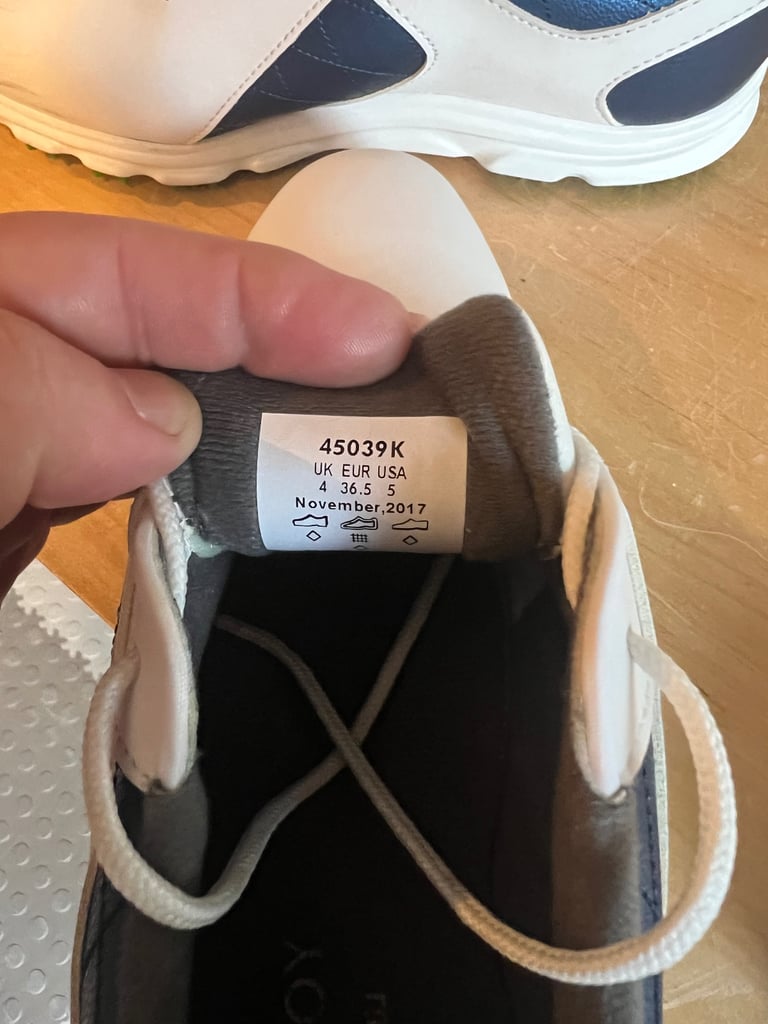 45039K
UK EUR USA
4 36.5 5
November,2017